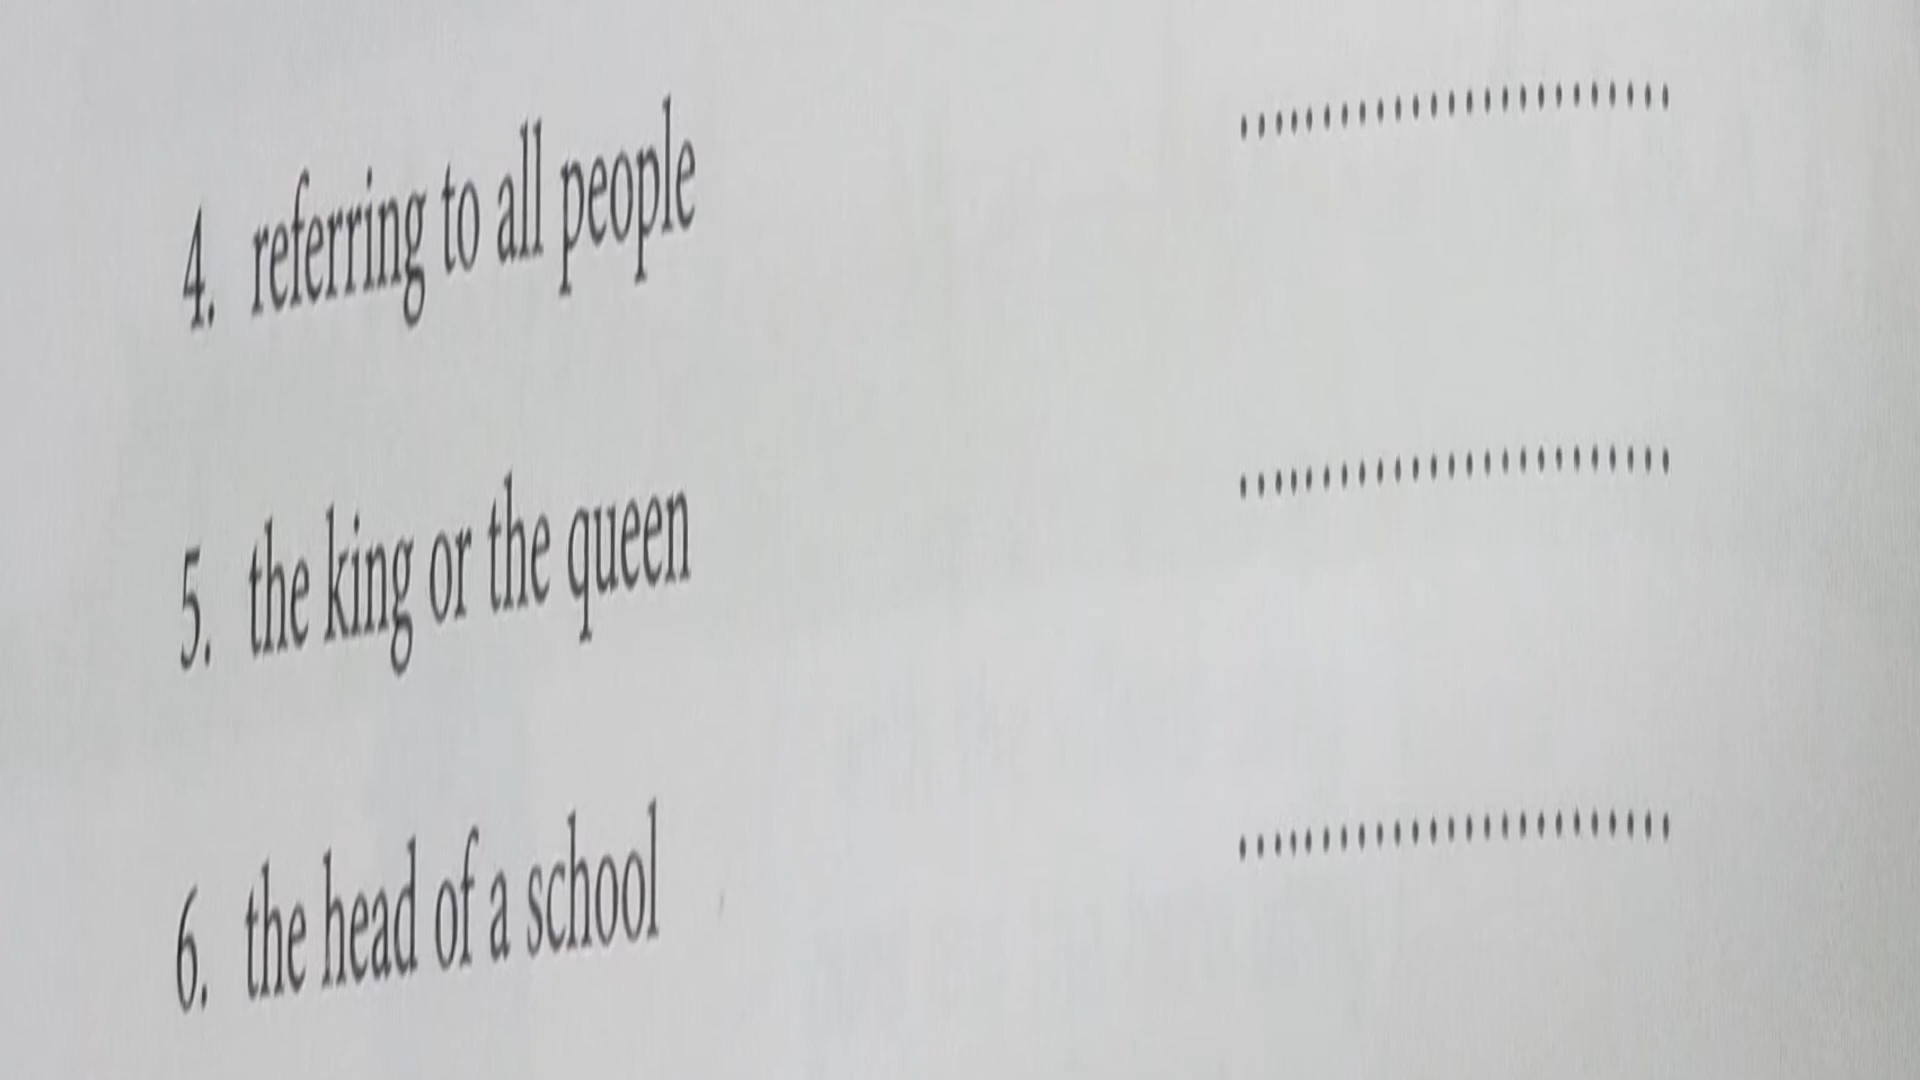 4. referring to all people ........................
5. the king or the queen ........................
6. the head of a school ........................